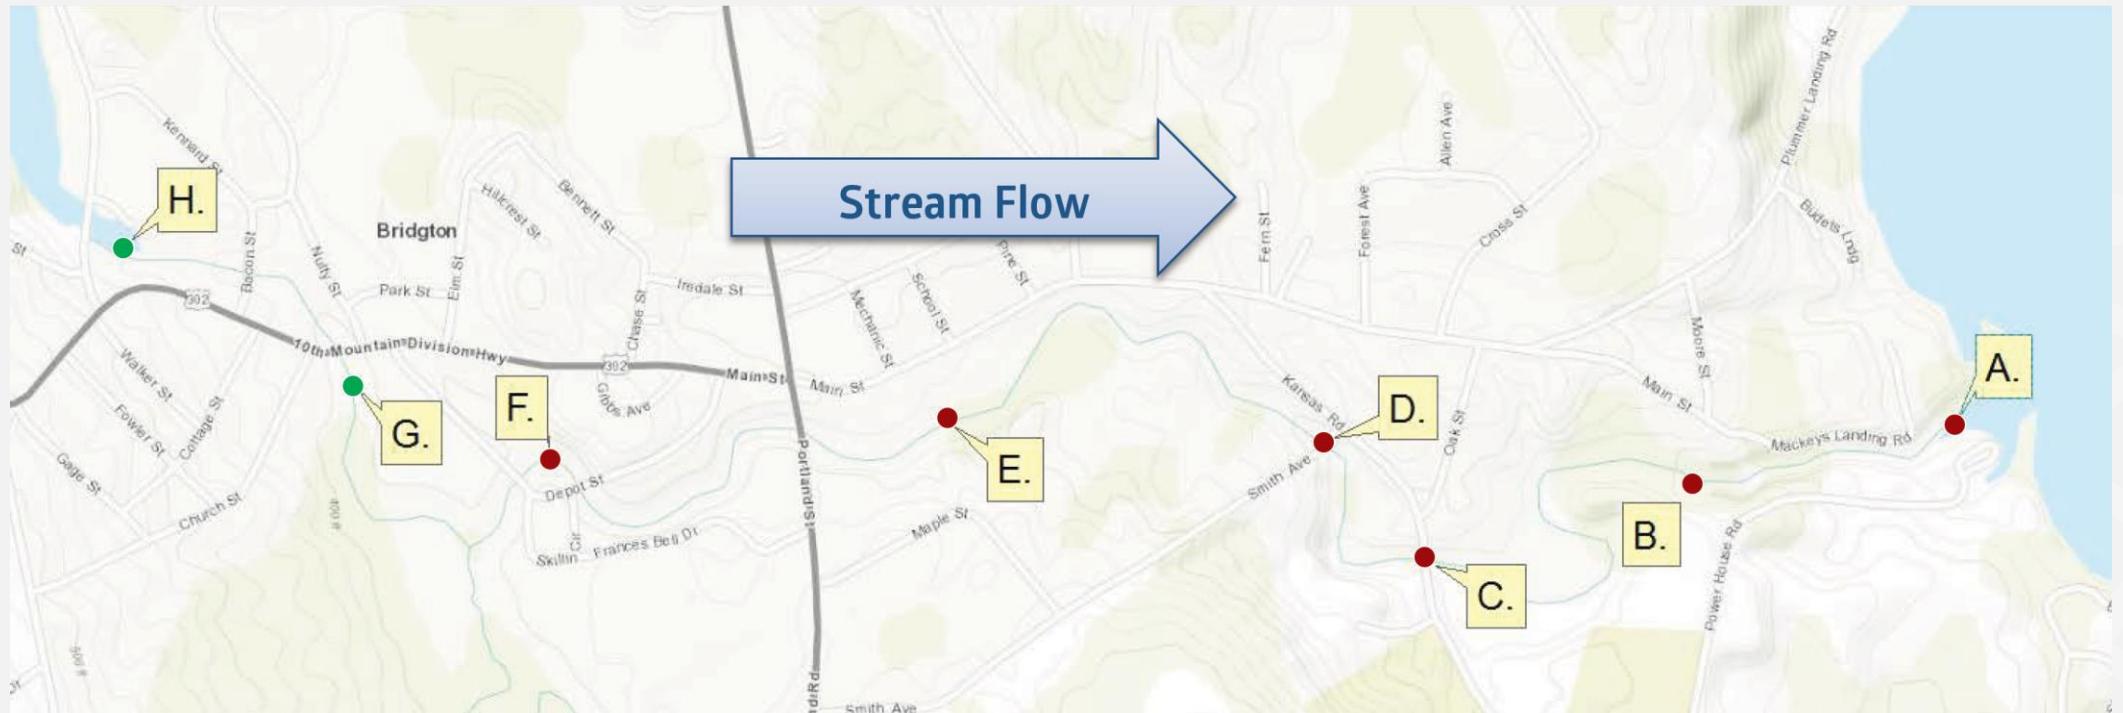 Plummer Landing Rd
Allen Ave
Kennard St
H.
Bennett St
Hillcrest St
Stream Flow
Bridgton
St
Bacon St
Nulty St
Elm St
Fern St
Forest Ave
Cross St
Budets Lndg
Pine St
Park St
Iredale St
302
Chase St
Mechanic St
School St
Moore St
10th Mountain Division Hwy
302
Main St
Main St
Walker St
Gibbs Ave
Kansas Rd
Main St
A.
F.
G.
D.
Fowler St
Cottage St
Portland St
Oak St
Mackeys Landing Rd
E.
Gage St
Depot St
Smith Ave
B.
Church St
400 ft
Maple St
Skillin Cir
Frances Bell Dr
C.
Power House Rd
Smith Ave